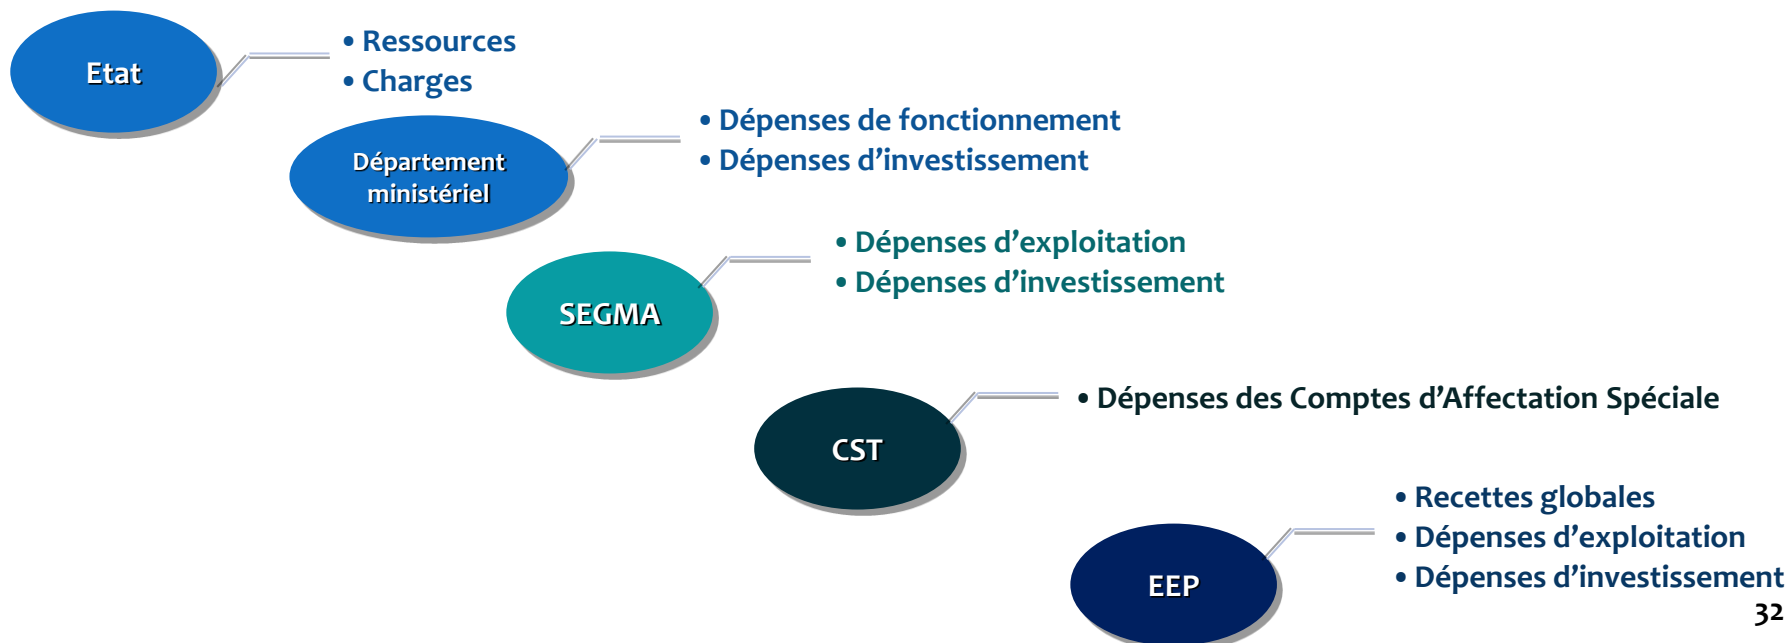 Etat
• Ressources
• Charges
Département
ministériel
• Dépenses de fonctionnement
• Dépenses d’investissement
SEGMA
• Dépenses d’exploitation
• Dépenses d’investissement
CST
• Dépenses des Comptes d’Affectation Spéciale
EEP
• Recettes globales
• Dépenses d’exploitation
• Dépenses d’investissement
32